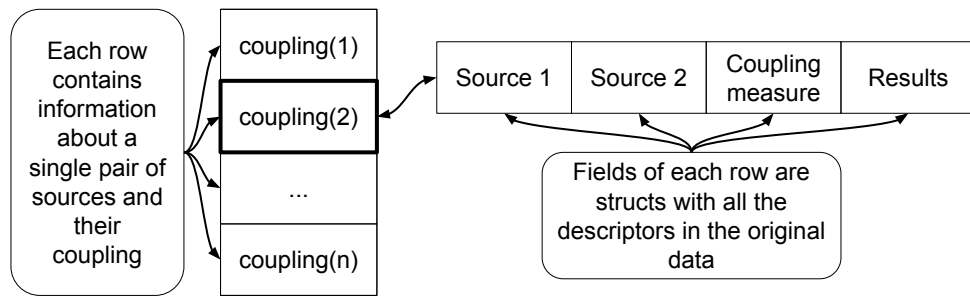 Each row
contains
information
about a
single pair of
sources and
their
coupling
coupling(1)
coupling(2)
...
coupling(n)
Source 1
Source 2
Coupling
measure
Results
Fields of each row are
structs with all the
descriptors in the original
data